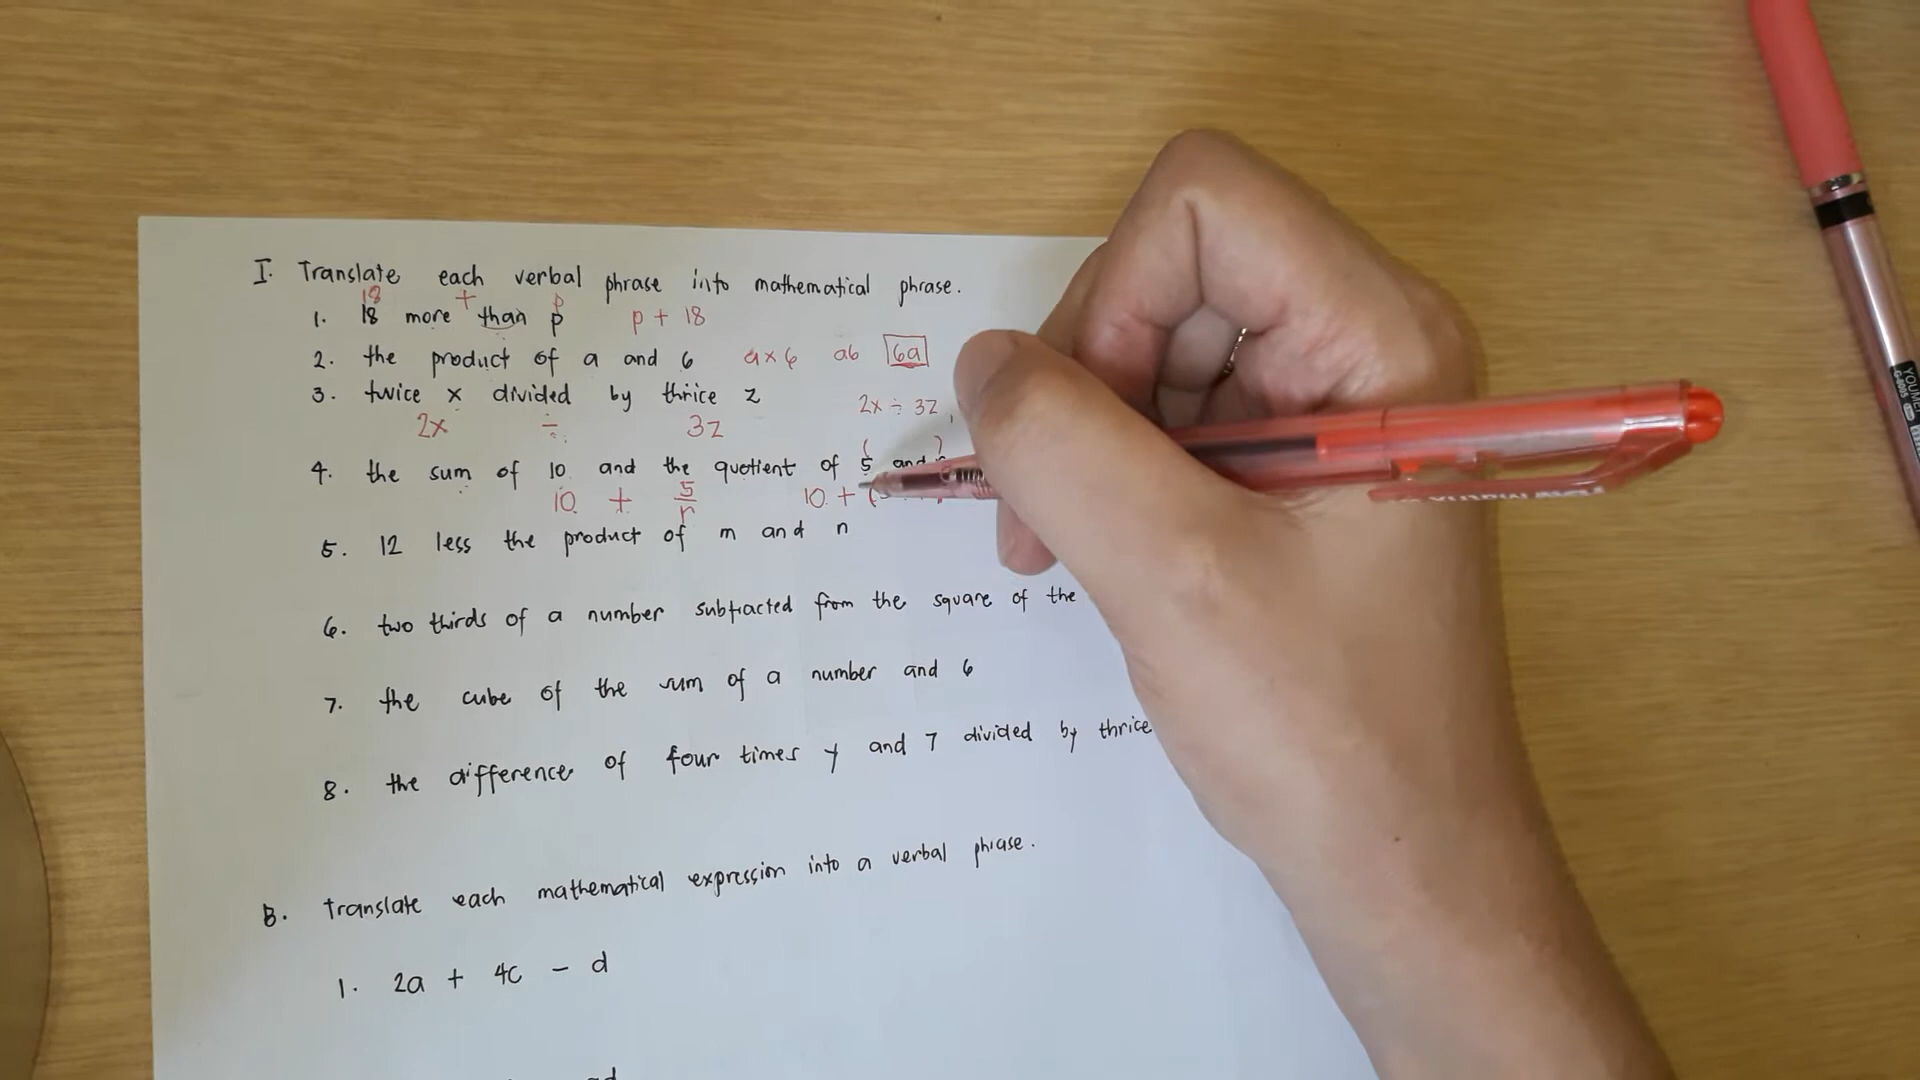 I. Translate each verbal phrase into mathematical phrase.
18 + p
1. 18 more than p p + 18
2. the product of a and 6 a x 6 a6 6a
3. twice x divided by thrice z 2x ÷ 3z
2x ÷ 3z
4. the sum of 10 and the quotient of (5 and )
10 + 5/r 10 + (
5. 12 less the product of m and n
6. two thirds of a number subtracted from the square of the
7. the cube of the sum of a number and 6
8. the difference of four times y and 7 divided by thrice
B. Translate each mathematical expression into a verbal phrase.
1. 2a + 4c - d